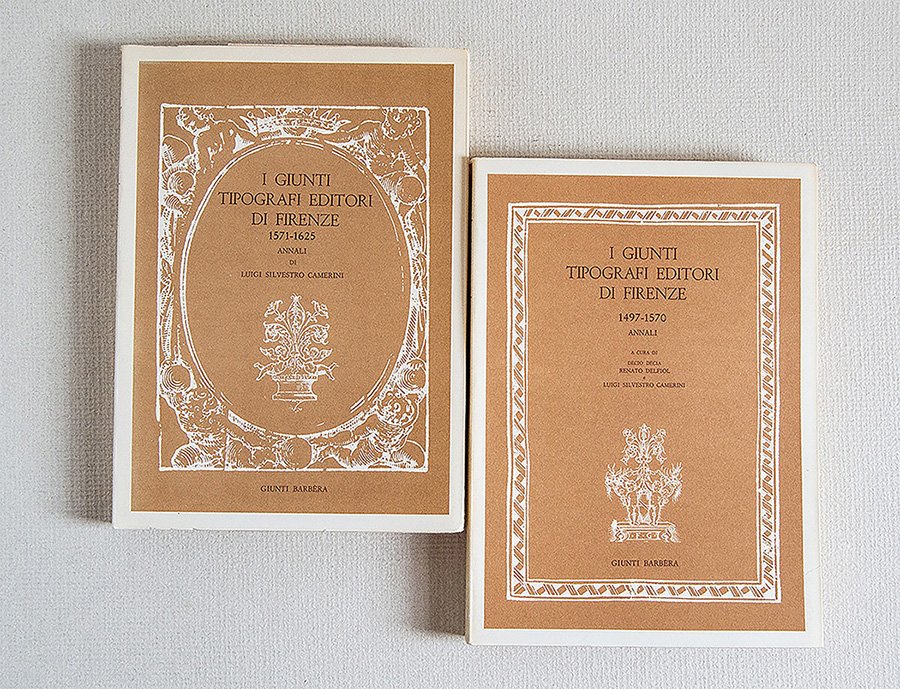 I GIUNTI
TIPOGRAFI EDITORI
DI FIRENZE
1571-1625
ANNALI
DI
LUIGI SILVESTRO CAMERINI
GIUNTI BARBÈRA
I GIUNTI
TIPOGRAFI EDITORI
DI FIRENZE
1497-1570
ANNALI
A CURA DI
DECIO DECIA
RENATO DELFIOL
E
LUIGI SILVESTRO CAMERINI
GIUNTI BARBÈRA